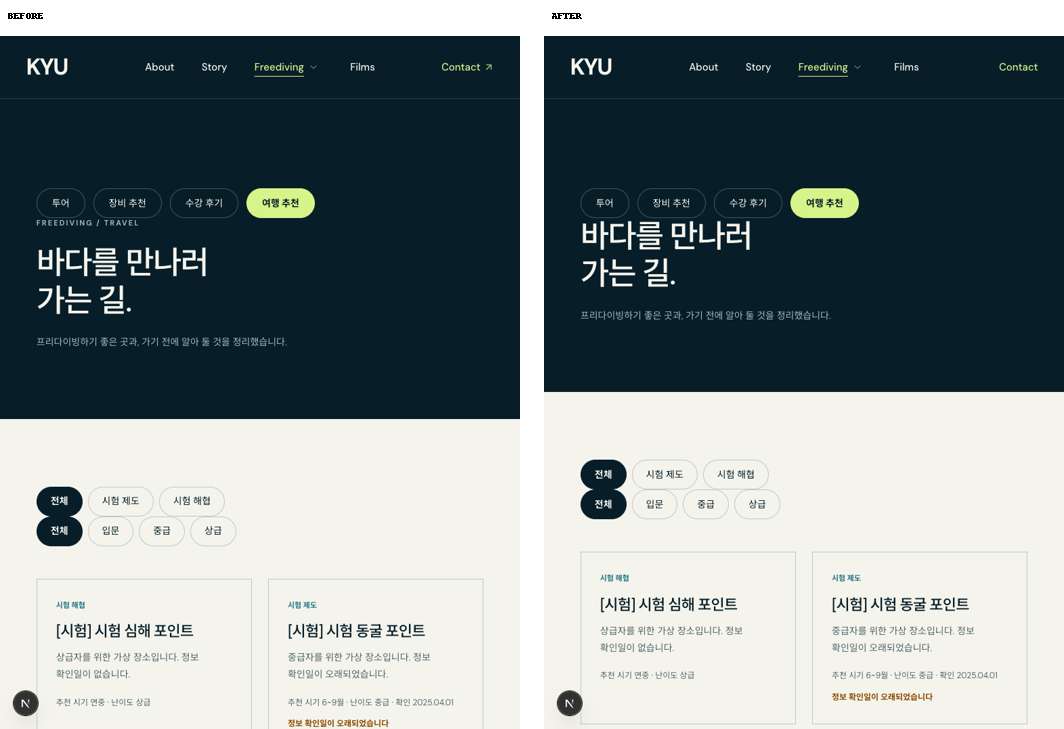 BEFORE
KYU About Story Freediving Films Contact ↗
투어 장비 추천 수강 후기 여행 추천
FREEDIVING / TRAVEL
바다를 만나러
가는 길.
프리다이빙하기 좋은 곳과, 가기 전에 알아 둘 것을 정리했습니다.
전체 시험 제도 시험 해협
전체 입문 중급 상급
시험 해협
[시험] 시험 심해 포인트
상급자를 위한 가상 장소입니다. 정보
확인일이 없습니다.
추천 시기 연중 · 난이도 상급
시험 제도
[시험] 시험 동굴 포인트
중급자를 위한 가상 장소입니다. 정보
확인일이 오래되었습니다.
추천 시기 6~9월 · 난이도 중급 · 확인 2025.04.01
정보 확인일이 오래되었습니다
N
AFTER
KYU About Story Freediving Films Contact
투어 장비 추천 수강 후기 여행 추천
바다를 만나러
가는 길.
프리다이빙하기 좋은 곳과, 가기 전에 알아 둘 것을 정리했습니다.
전체 시험 제도 시험 해협
전체 입문 중급 상급
시험 해협
[시험] 시험 심해 포인트
상급자를 위한 가상 장소입니다. 정보
확인일이 없습니다.
추천 시기 연중 · 난이도 상급
시험 제도
[시험] 시험 동굴 포인트
중급자를 위한 가상 장소입니다. 정보
확인일이 오래되었습니다.
추천 시기 6~9월 · 난이도 중급 · 확인 2025.04.01
정보 확인일이 오래되었습니다
N